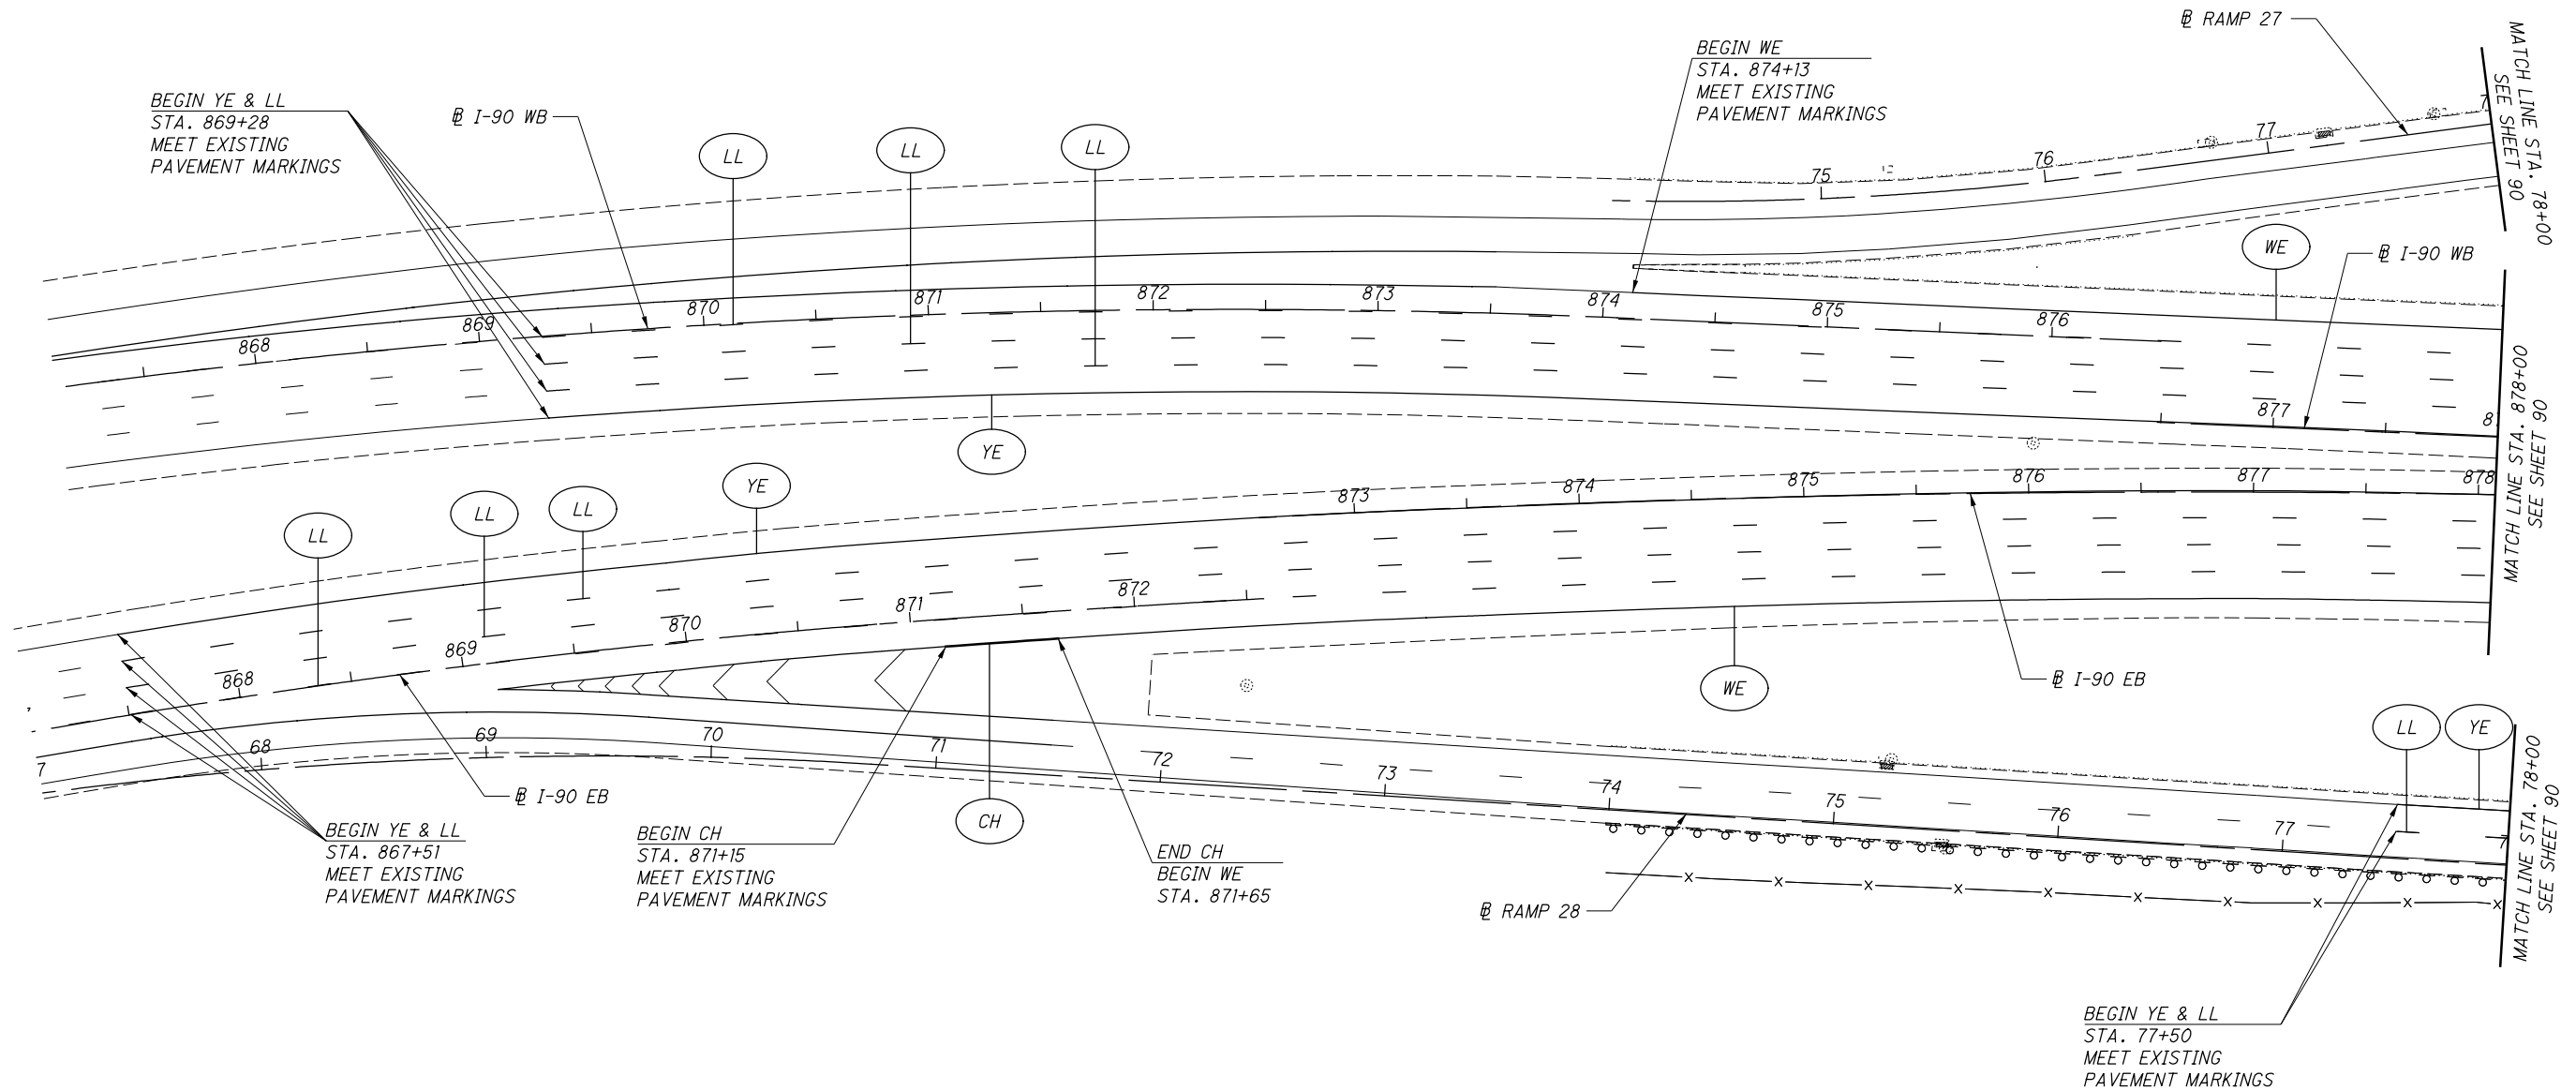 BEGIN YE & LL
STA. 869+28
MEET EXISTING
PAVEMENT MARKINGS
℄ I-90 WB
LL
LL
LL
BEGIN WE
STA. 874+13
MEET EXISTING
PAVEMENT MARKINGS
RAMP 27
MATCH LINE STA. 78+00
SEE SHEET 90
75
76
77
7
WE
I-90 WB
868
869
870
871
872
873
874
875
876
877
87
MATCH LINE STA. 878+00
SEE SHEET 90
YE
LL
LL
LL
YE
873
874
875
876
877
878
868
869
870
871
872
WE
I-90 EB
LL
YE
7
68
69
70
71
72
73
74
75
76
77
7
MATCH LINE STA. 78+00
SEE SHEET 90
I-90 EB
CH
BEGIN YE & LL
STA. 867+51
MEET EXISTING
PAVEMENT MARKINGS
BEGIN CH
STA. 871+15
MEET EXISTING
PAVEMENT MARKINGS
END CH
BEGIN WE
STA. 871+65
RAMP 28
x x x x x x x x x x
BEGIN YE & LL
STA. 77+50
MEET EXISTING
PAVEMENT MARKINGS